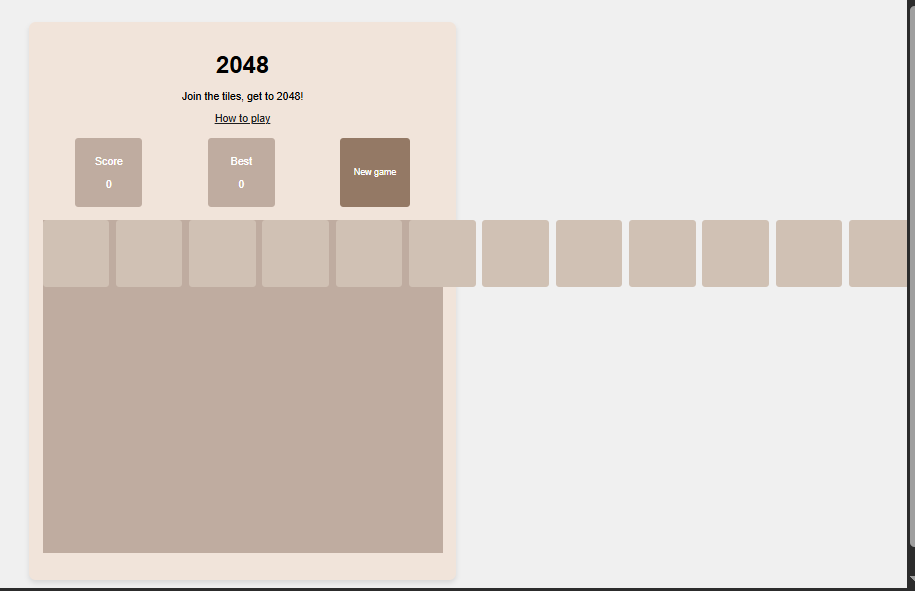 2048
Join the tiles, get to 2048!
How to play
Score
0
Best
0
New game